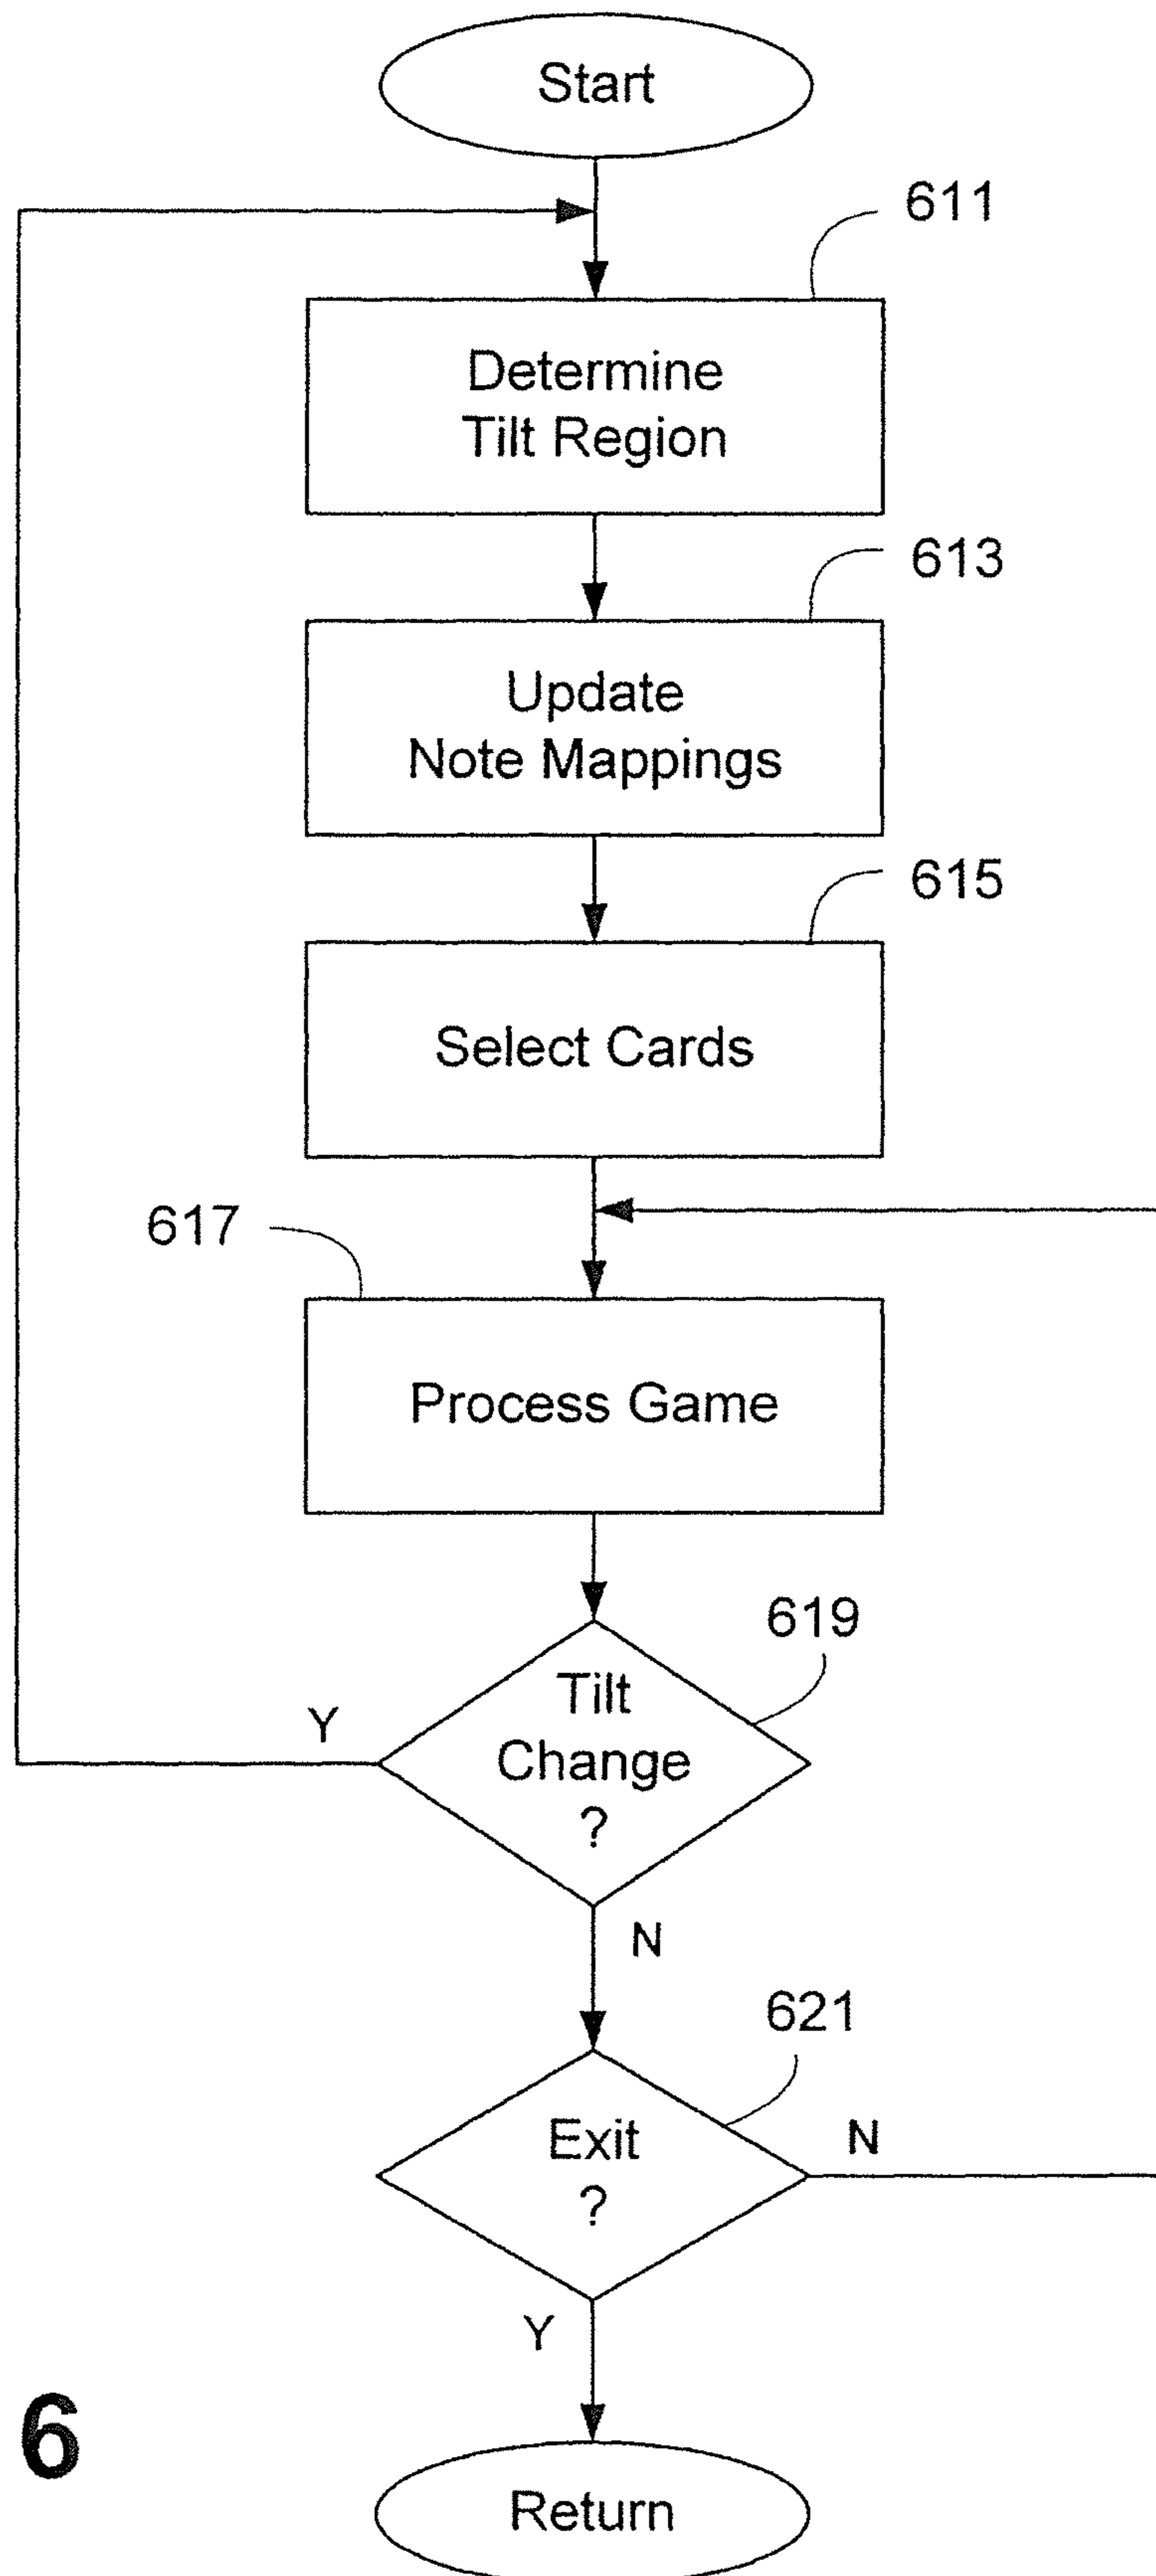 Start
611
Determine
Tilt Region
613
Update
Note Mappings
615
Select Cards
617
Process Game
619
Tilt
Change
?
Y
N
621
Exit
?
N
Y
6
Return